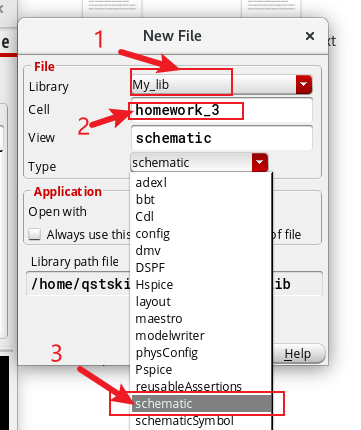 1
New File
File
Library
My_lib
2
Cell
homework_3
View
schematic
Type
schematic
adexl
bbt
Cdl
config
dmv
DSPF
Hspice
layout
maestro
modelwriter
physConfig
Pspice
reusableAssertions
schematic
schematicSymbol
Application
Open with
Always use this
of file
Library path file
/home/qstski
ib
3
Help